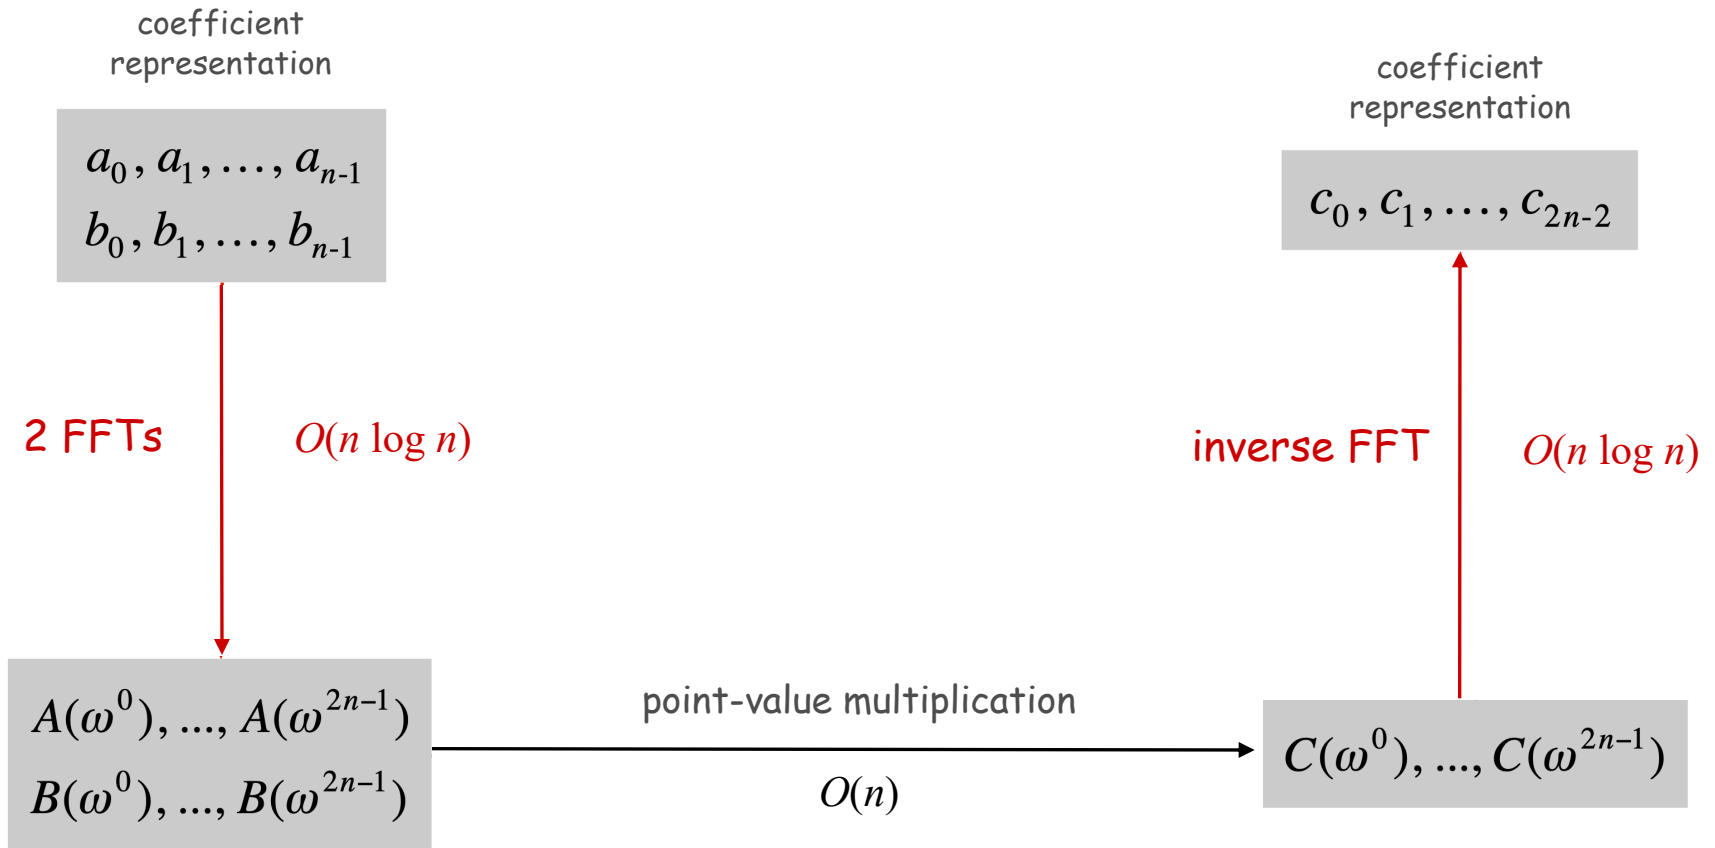 coefficient
representation
a₀, a₁, …, aₙ₋₁
b₀, b₁, …, bₙ₋₁
2 FFTs
O(n log n)
A(ω⁰), ..., A(ω²ⁿ⁻¹)
B(ω⁰), ..., B(ω²ⁿ⁻¹)
point-value multiplication
O(n)
coefficient
representation
c₀, c₁, …, c₂ₙ₋₂
inverse FFT
O(n log n)
C(ω⁰), ..., C(ω²ⁿ⁻¹)